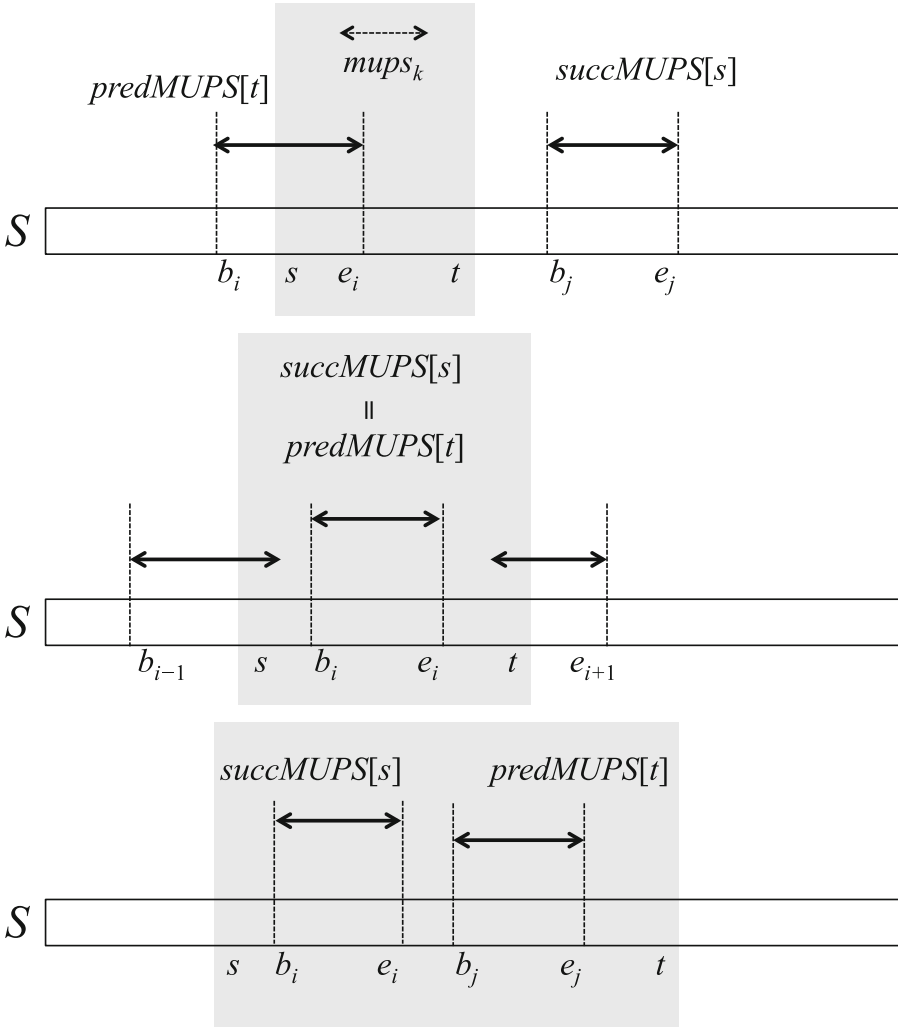 mups_k
predMUPS[t] succMUPS[s]
S
b_i s e_i t b_j e_j
succMUPS[s]
=
predMUPS[t]
S
b_{i−1} s b_i e_i t e_{i+1}
succMUPS[s] predMUPS[t]
S
s b_i e_i b_j e_j t